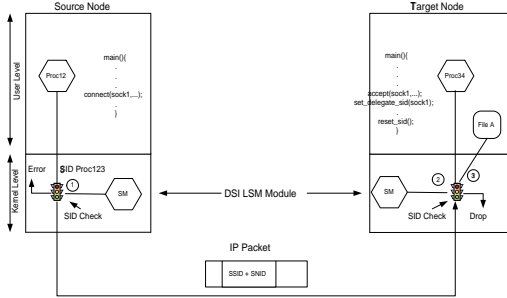 Source Node
Target Node
User Level
Kernel Level
Proc12
main(){
.
.
.
connect(sock1,...);
.
}
Error
SID Proc123
1
SM
SID Check
DSI LSM Module
main(){
.
.
accept(sock1,...);
set_delegate_sid(sock1);
.
reset_sid();
}
Proc34
File A
SM
2
3
SID Check
Drop
IP Packet
SSID + SNID